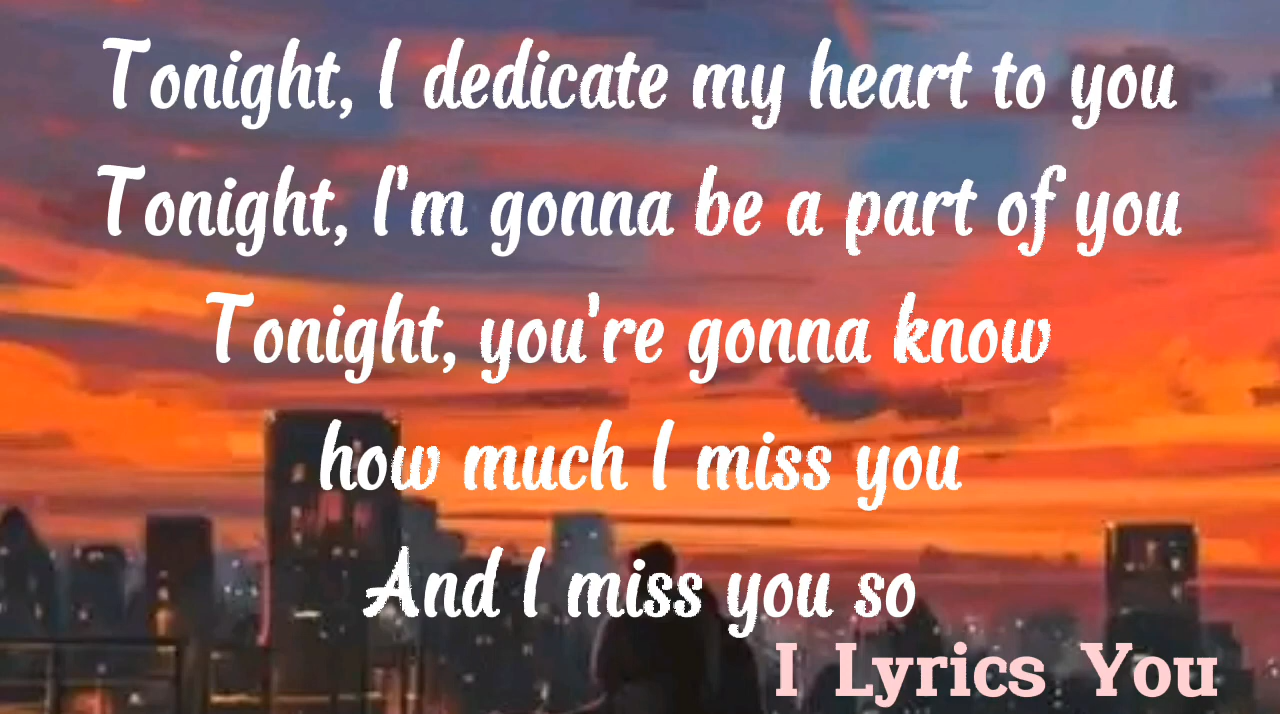 Tonight, I dedicate my heart to you
Tonight, I'm gonna be a part of you
Tonight, you're gonna know
how much I miss you
And I miss you so
I Lyrics You